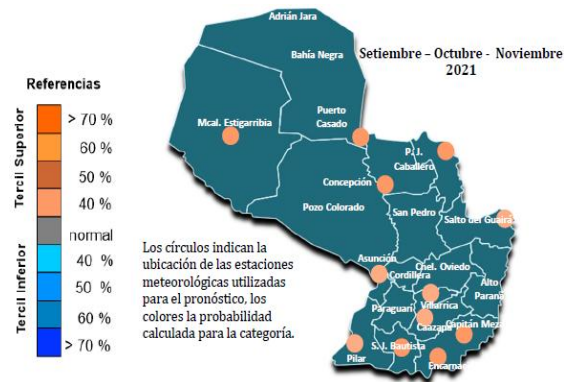 Adrián Jara
Bahía Negra
Setiembre – Octubre - Noviembre
2021
Referencias
Tercil Superior
> 70 %
60 %
50 %
40 %
normal
Tercil Inferior
40 %
50 %
60 %
> 70 %
Mcal. Estigarribia
Puerto
Casado
P. J.
Caballero
Concepción
Pozo Colorado
San Pedro
Salto del Guairá
Los círculos indican la
ubicación de las estaciones
meteorológicas utilizadas
para el pronóstico, los
colores la probabilidad
calculada para la categoría.
Asunción
Cordillera
Cnel. Oviedo
Alto
Paraná
Paraguarí
Villarrica
Caazapá
Capitán Meza
S. J. Bautista
Pilar